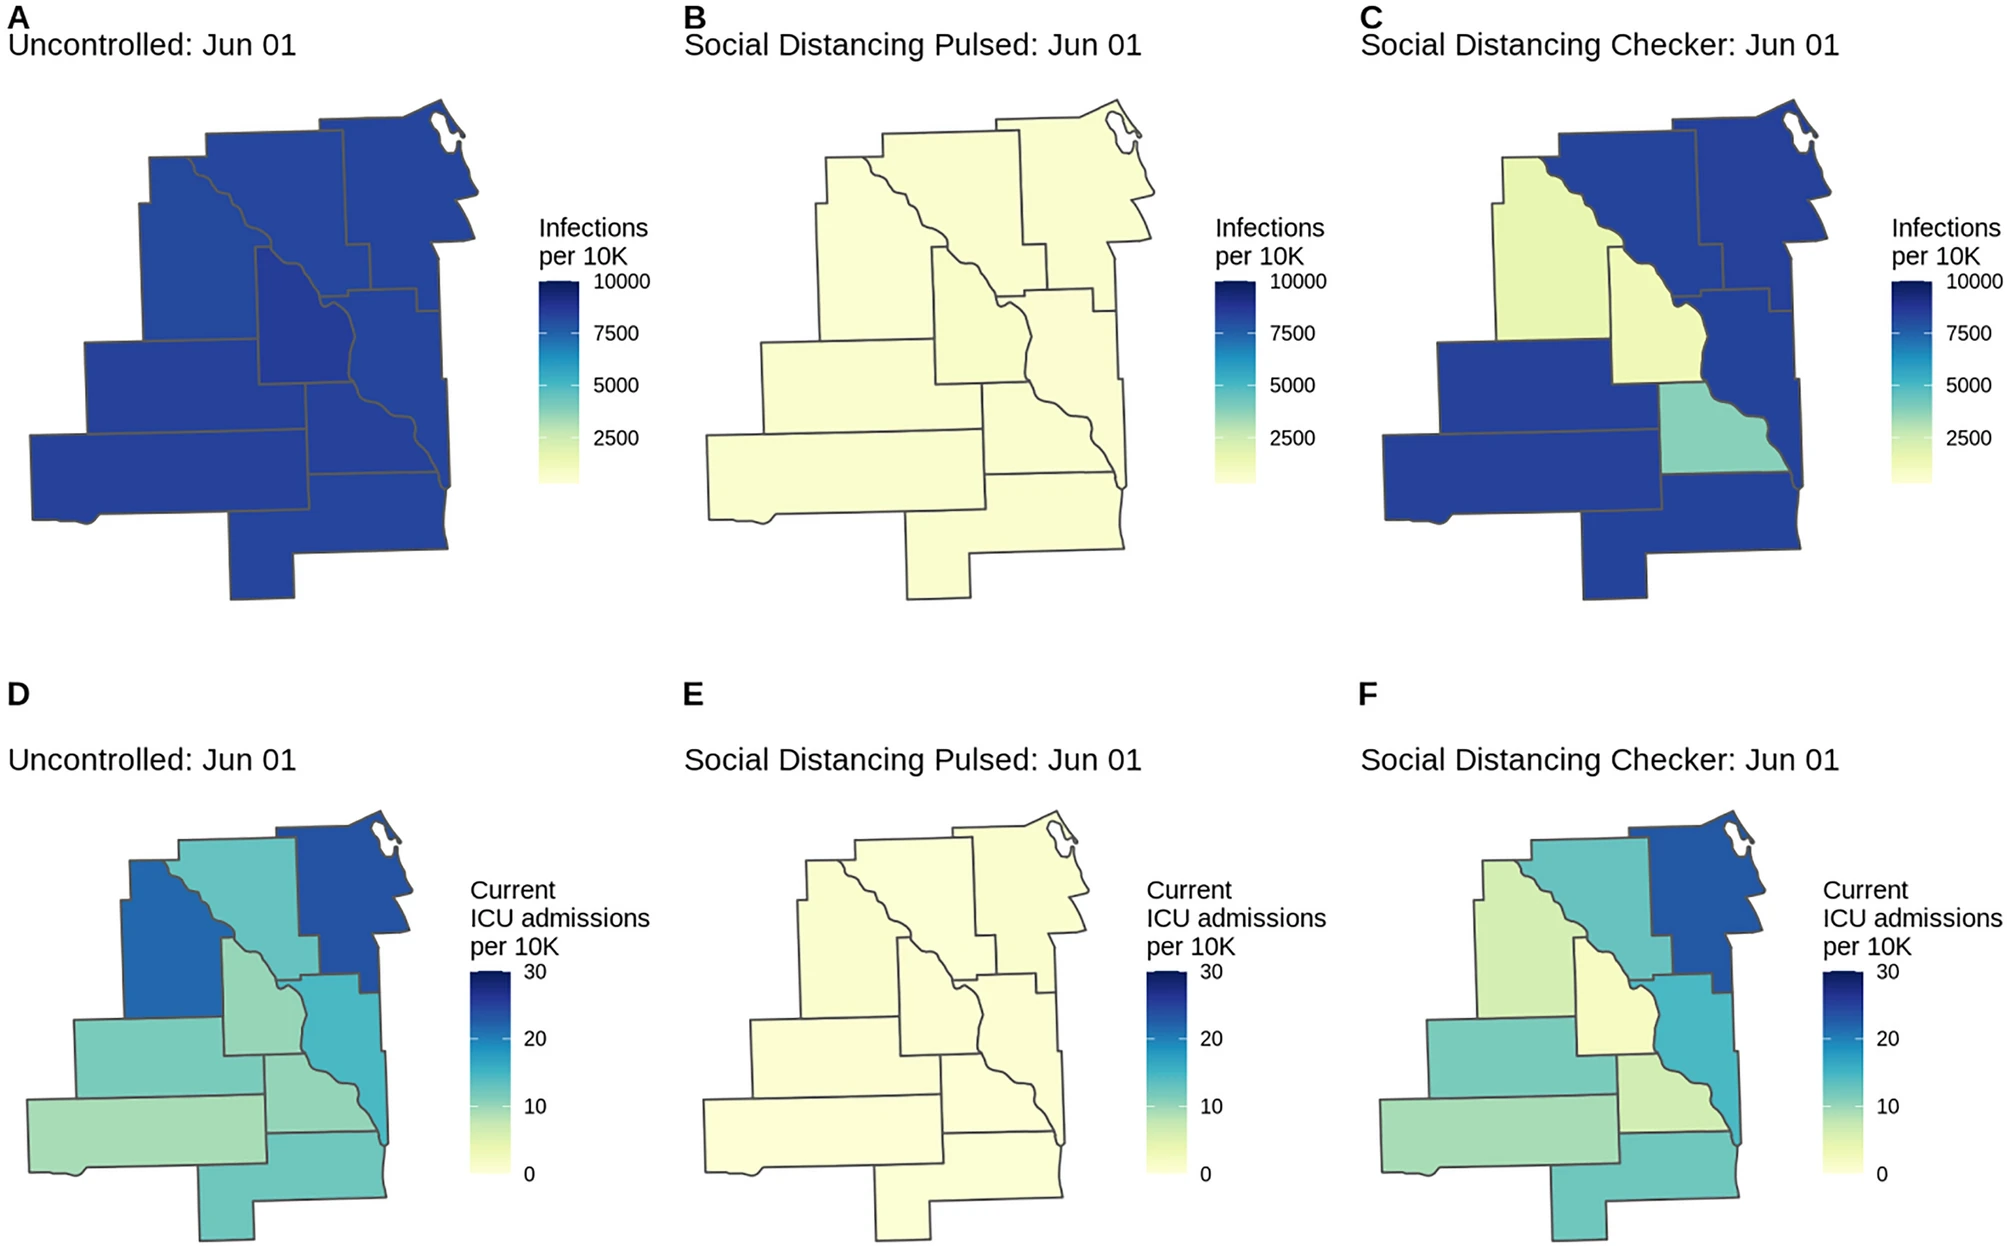 A
Uncontrolled: Jun 01
Infections
per 10K
10000
7500
5000
2500
B
Social Distancing Pulsed: Jun 01
Infections
per 10K
10000
7500
5000
2500
C
Social Distancing Checker: Jun 01
Infections
per 10K
10000
7500
5000
2500
D
Uncontrolled: Jun 01
Current
ICU admissions
per 10K
30
20
10
0
E
Social Distancing Pulsed: Jun 01
Current
ICU admissions
per 10K
30
20
10
0
F
Social Distancing Checker: Jun 01
Current
ICU admissions
per 10K
30
20
10
0